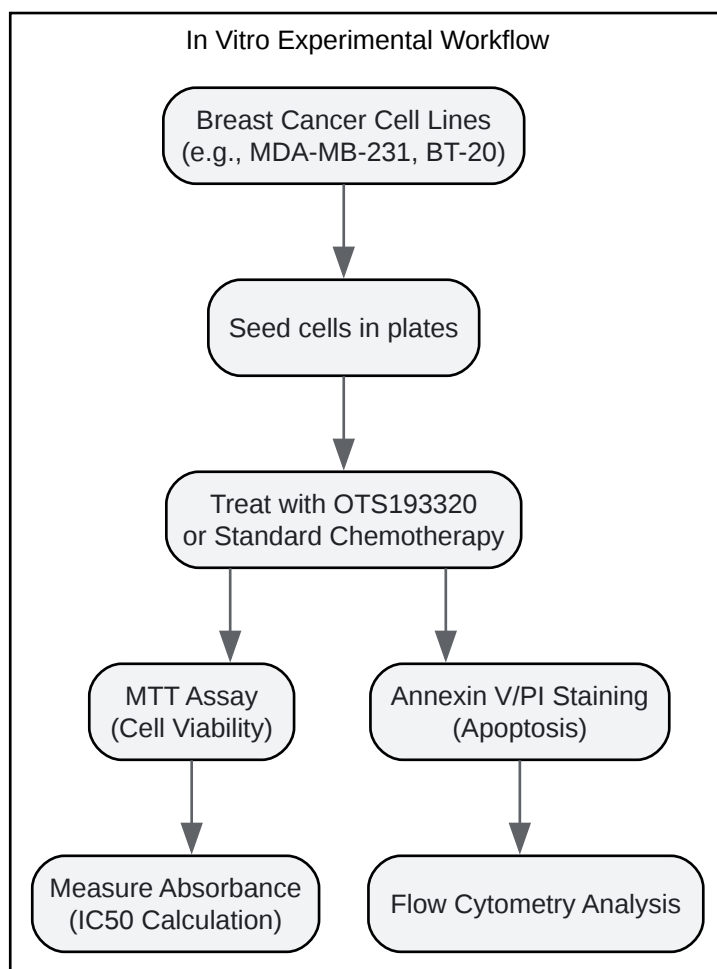 In Vitro Experimental Workflow
Breast Cancer Cell Lines
(e.g., MDA-MB-231, BT-20)
Seed cells in plates
Treat with OTS193320
or Standard Chemotherapy
MTT Assay
(Cell Viability)
Annexin V/PI Staining
(Apoptosis)
Measure Absorbance
(IC50 Calculation)
Flow Cytometry Analysis